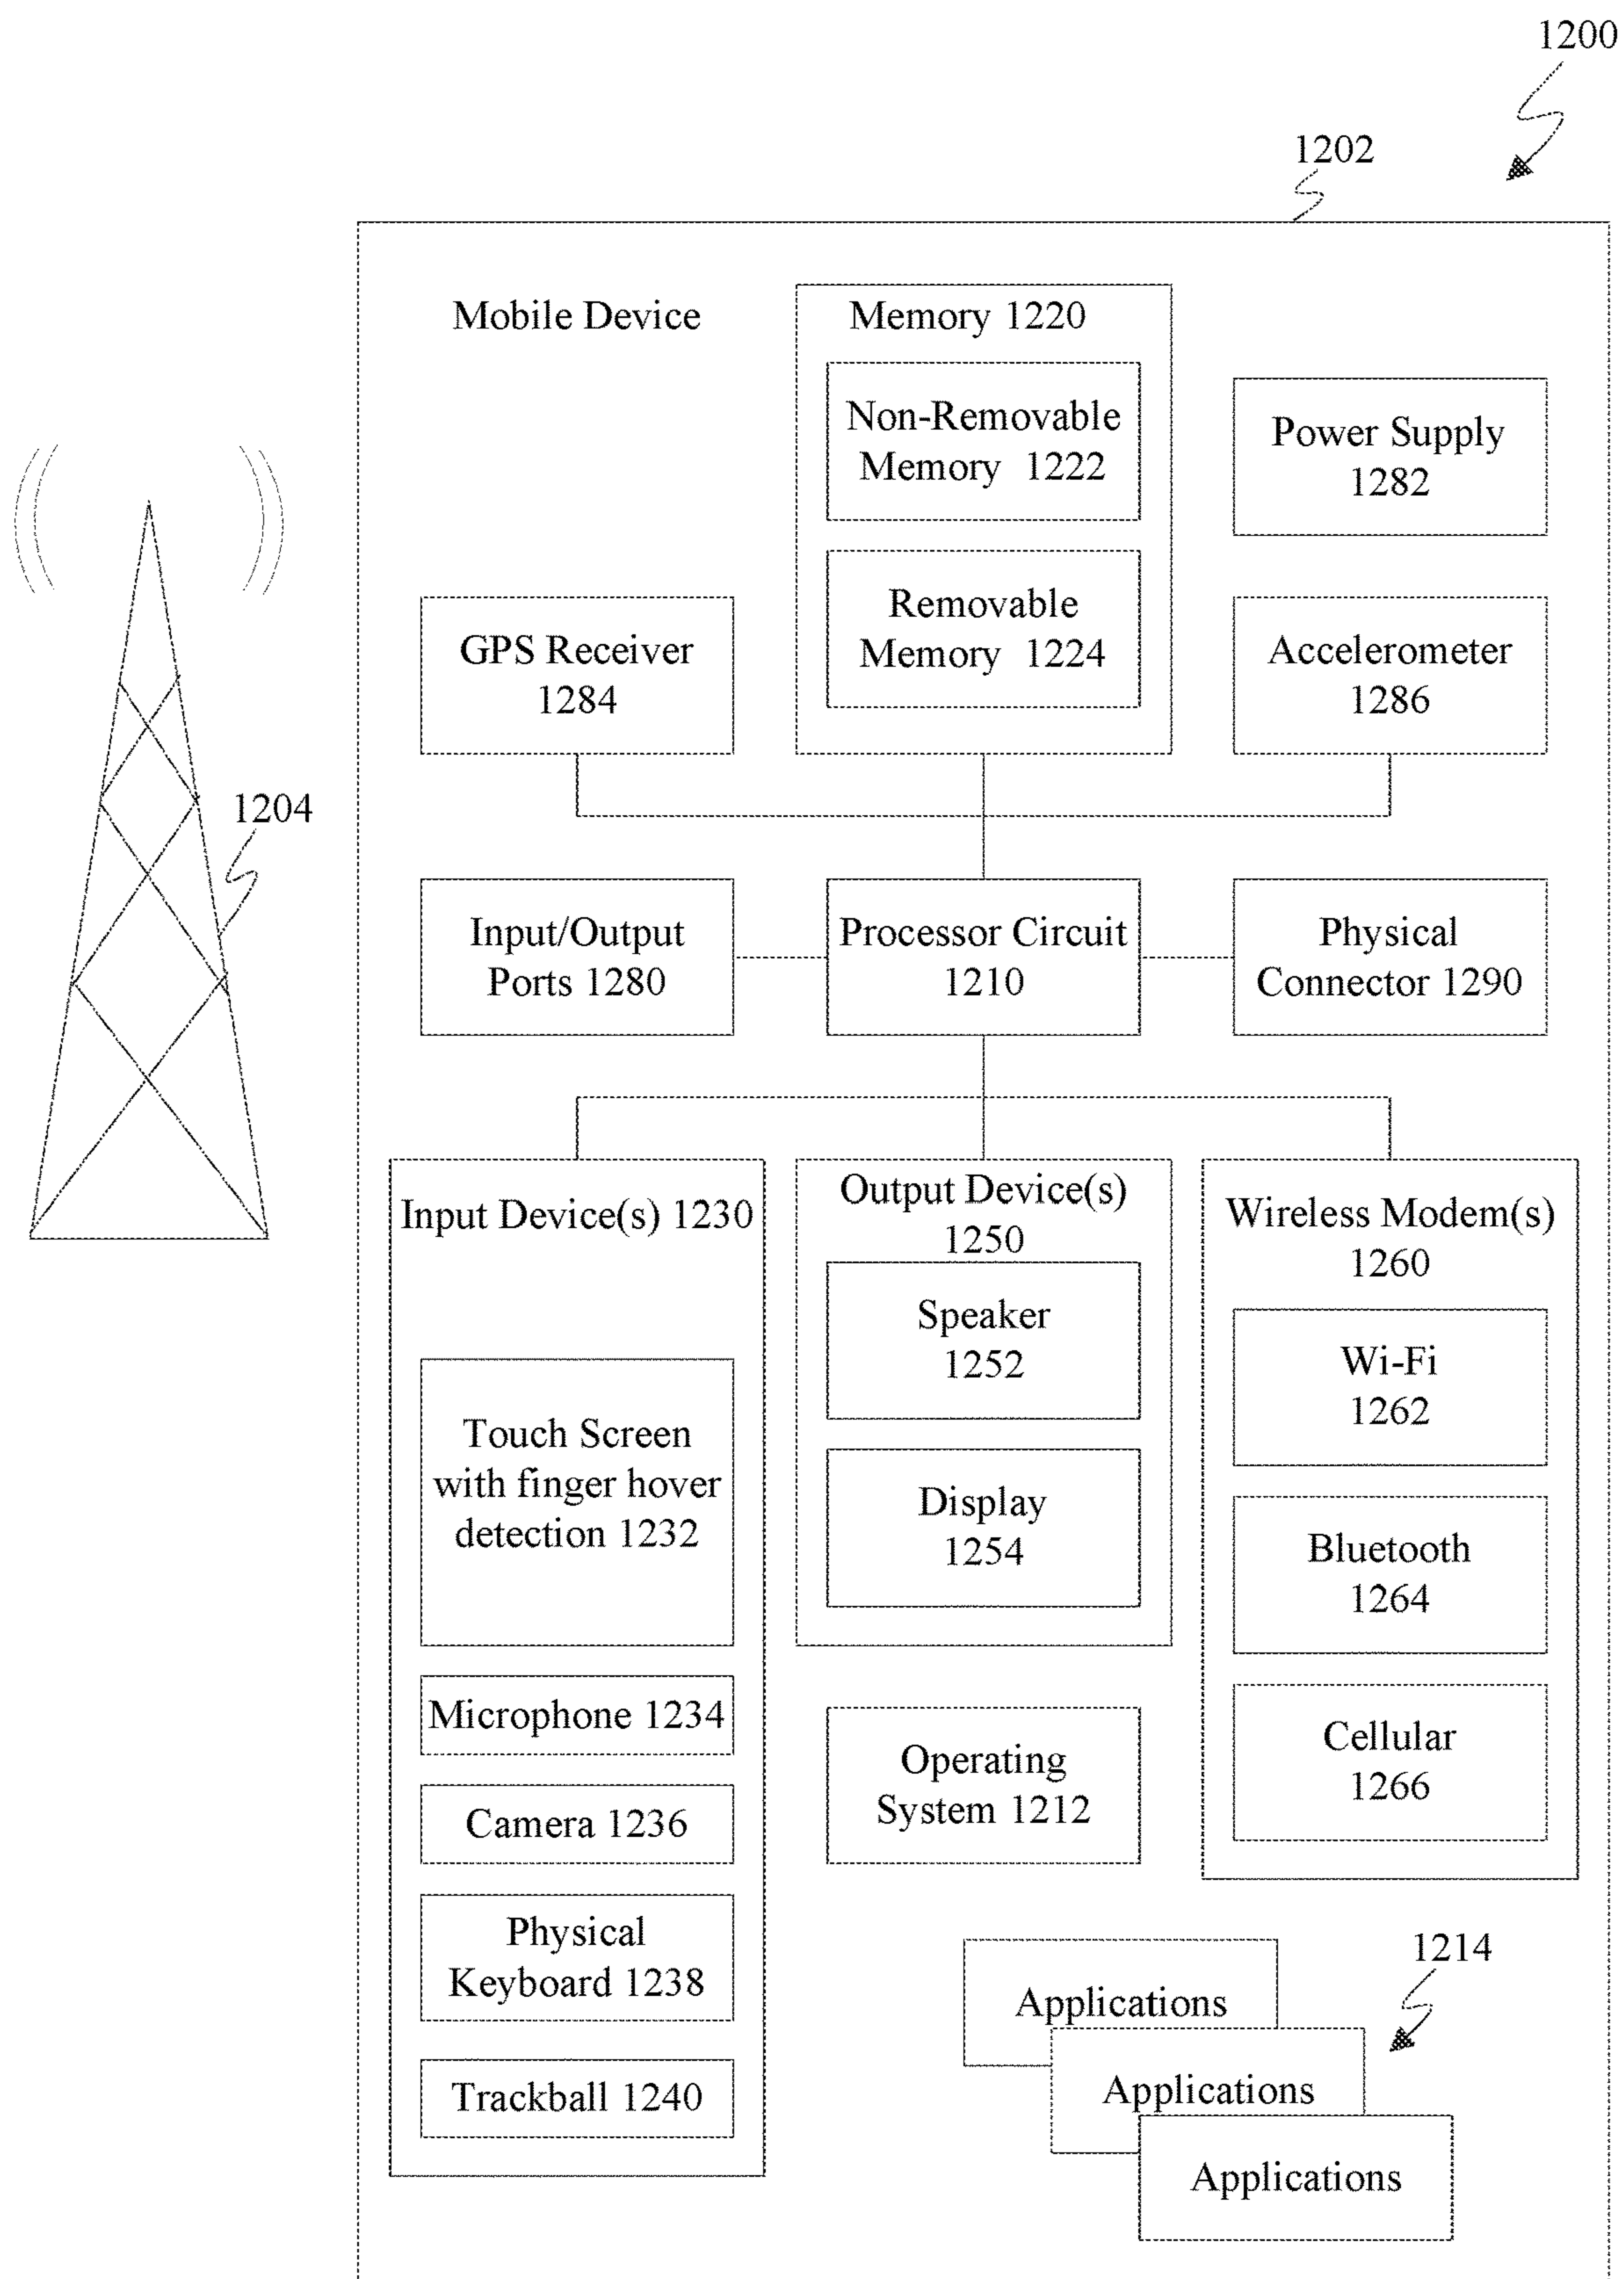 1200
1202
Mobile Device
Memory 1220
Non-Removable
Memory 1222
Power Supply
1282
Removable
Memory 1224
GPS Receiver
1284
Accelerometer
1286
1204
Input/Output
Ports 1280
Processor Circuit
1210
Physical
Connector 1290
Input Device(s) 1230
Touch Screen
with finger hover
detection 1232
Microphone 1234
Camera 1236
Physical
Keyboard 1238
Trackball 1240
Output Device(s)
1250
Speaker
1252
Display
1254
Operating
System 1212
Wireless Modem(s)
1260
Wi-Fi
1262
Bluetooth
1264
Cellular
1266
1214
Applications
Applications
Applications